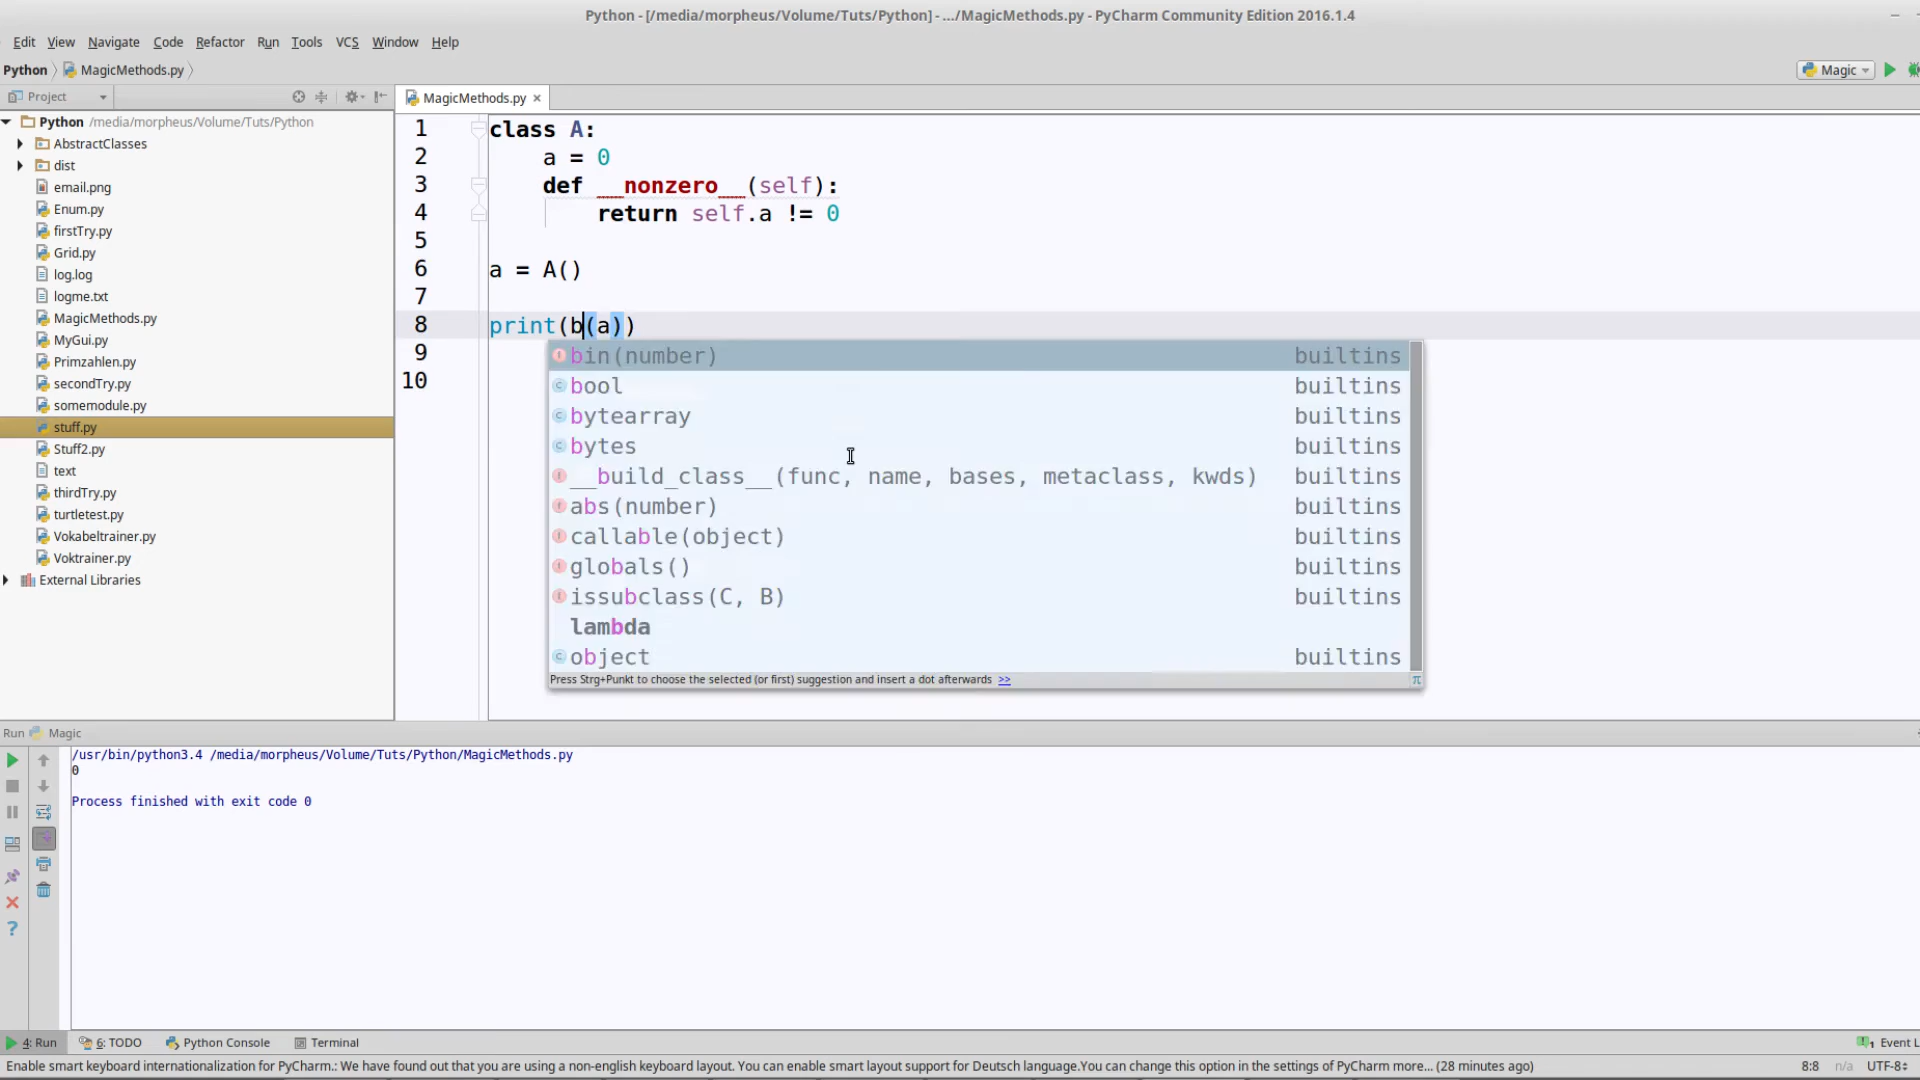 Python - [/media/morpheus/Volume/Tuts/Python] - .../MagicMethods.py - PyCharm Community Edition 2016.1.4
Edit View Navigate Code Refactor Run Tools VCS Window Help
Python MagicMethods.py Magic
Project
MagicMethods.py
Python /media/morpheus/Volume/Tuts/Python
AbstractClasses
dist
email.png
Enum.py
firstTry.py
Grid.py
log.log
logme.txt
MagicMethods.py
MyGui.py
Primzahlen.py
secondTry.py
somemodule.py
stuff.py
Stuff2.py
text
thirdTry.py
turtletest.py
Vokabeltrainer.py
Voktrainer.py
External Libraries
1 class A:
2 a = 0
3 def __nonzero__(self):
4 return self.a != 0
5
6 a = A()
7
8 print(b(a))
9
10
bin(number) builtins
bool builtins
bytearray builtins
bytes builtins
__build_class__(func, name, bases, metaclass, kwds) builtins
abs(number) builtins
callable(object) builtins
globals() builtins
issubclass(C, B) builtins
lambda
object builtins
Press Strg+Punkt to choose the selected (or first) suggestion and insert a dot afterwards >> π
Run Magic
/usr/bin/python3.4 /media/morpheus/Volume/Tuts/Python/MagicMethods.py
0
Process finished with exit code 0
4: Run 6: TODO Python Console Terminal 1 Event L
Enable smart keyboard internationalization for PyCharm.: We have found out that you are using a non-english keyboard layout. You can enable smart layout support for Deutsch language.You can change this option in the settings of PyCharm more... (28 minutes ago) 8:8 n/a UTF-8